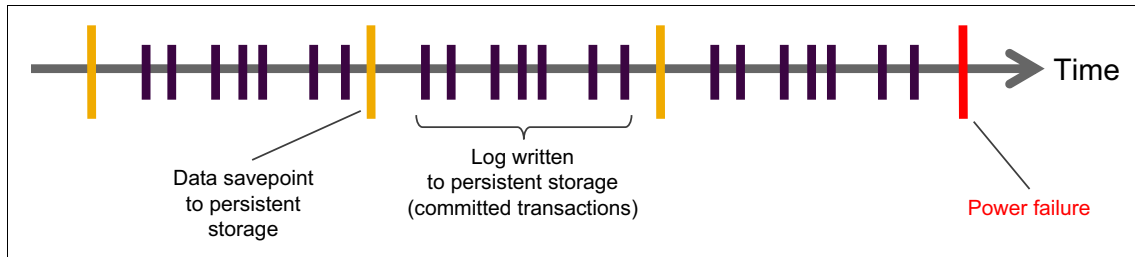 Time
Data savepoint
to persistent
storage
Log written
to persistent storage
(committed transactions)
Power failure